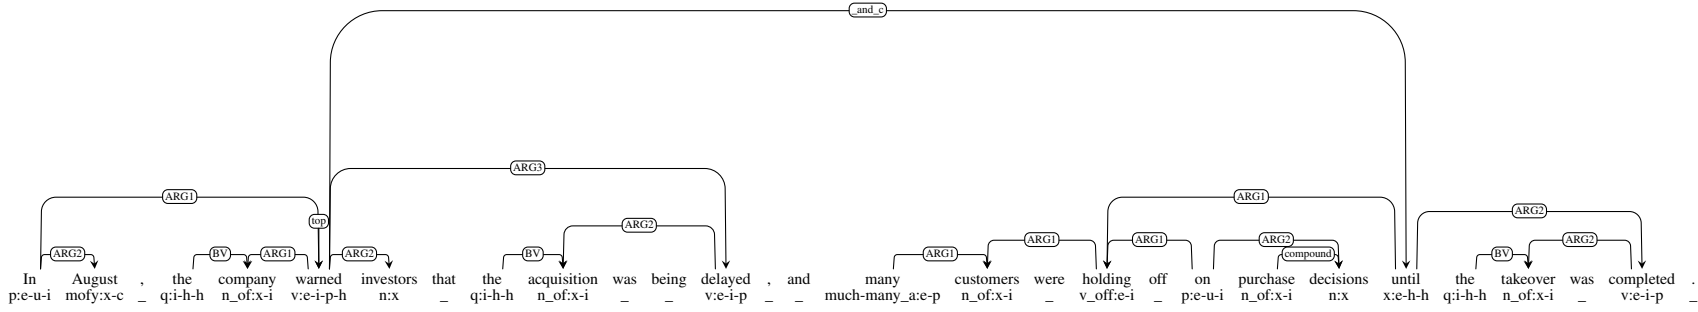 _and_c
ARG3
ARG1 ARG1
top ARG2 ARG2
ARG1 ARG1 ARG2 ARG2
ARG2 BV ARG1 ARG2 BV ARG1 compound BV
In August , the company warned investors that the acquisition was being delayed , and many customers were holding off on purchase decisions until the takeover was completed .
p:e-u-i mofy:x-c _ q:i-h-h n_of:x-i v:e-i-p-h n:x _ q:i-h-h n_of:x-i _ _ v:e-i-p _ _ much-many_a:e-p n_of:x-i _ v_off:e-i _ p:e-u-i n_of:x-i n:x x:e-h-h q:i-h-h n_of:x-i _ v:e-i-p _